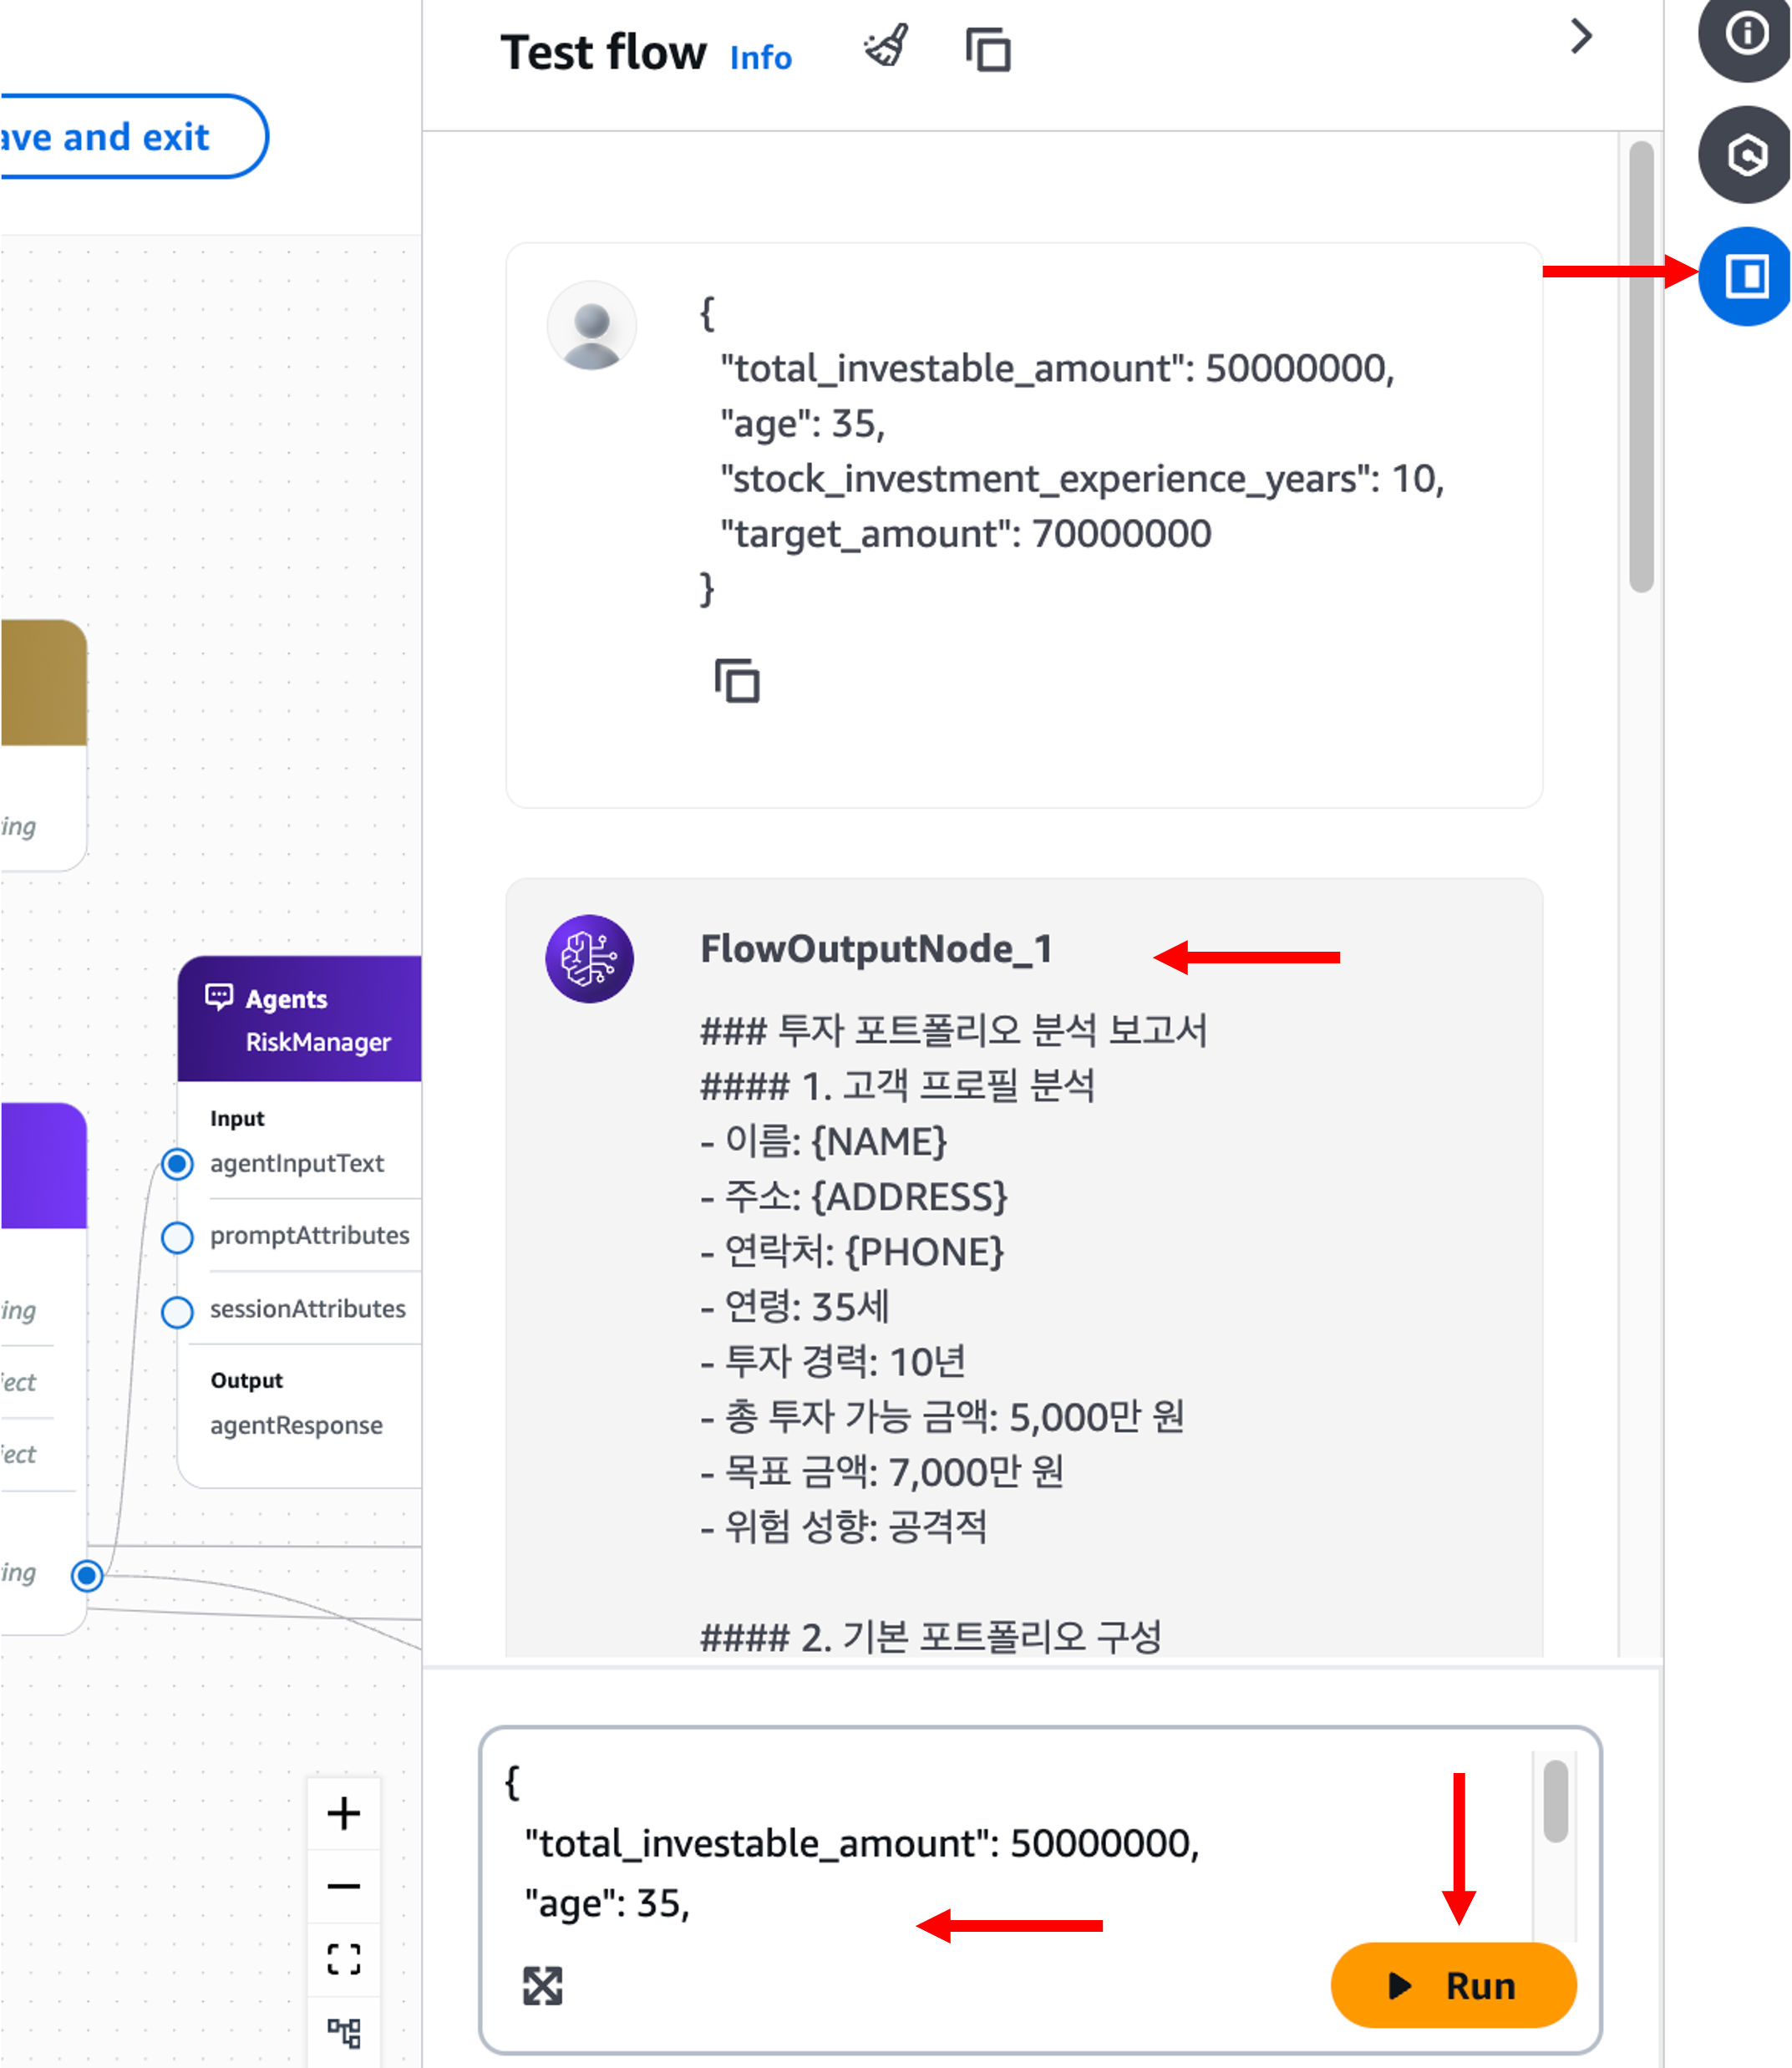 Test flow Info
ave and exit
{
"total_investable_amount": 50000000,
"age": 35,
"stock_investment_experience_years": 10,
"target_amount": 70000000
}
ing
Agents
RiskManager
Input
agentInputText
promptAttributes
sessionAttributes
Output
agentResponse
ing
ect
ect
ing
FlowOutputNode_1
### 투자 포트폴리오 분석 보고서
#### 1. 고객 프로필 분석
- 이름: {NAME}
- 주소: {ADDRESS}
- 연락처: {PHONE}
- 연령: 35세
- 투자 경력: 10년
- 총 투자 가능 금액: 5,000만 원
- 목표 금액: 7,000만 원
- 위험 성향: 공격적
#### 2. 기본 포트폴리오 구성
{
"total_investable_amount": 50000000,
"age": 35,
Run